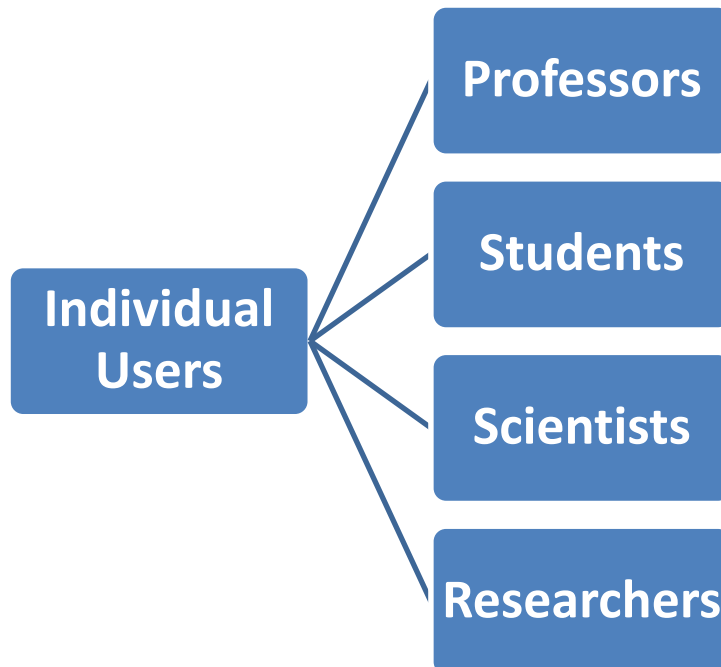 Professors
Students
Individual
Users
Scientists
Researchers